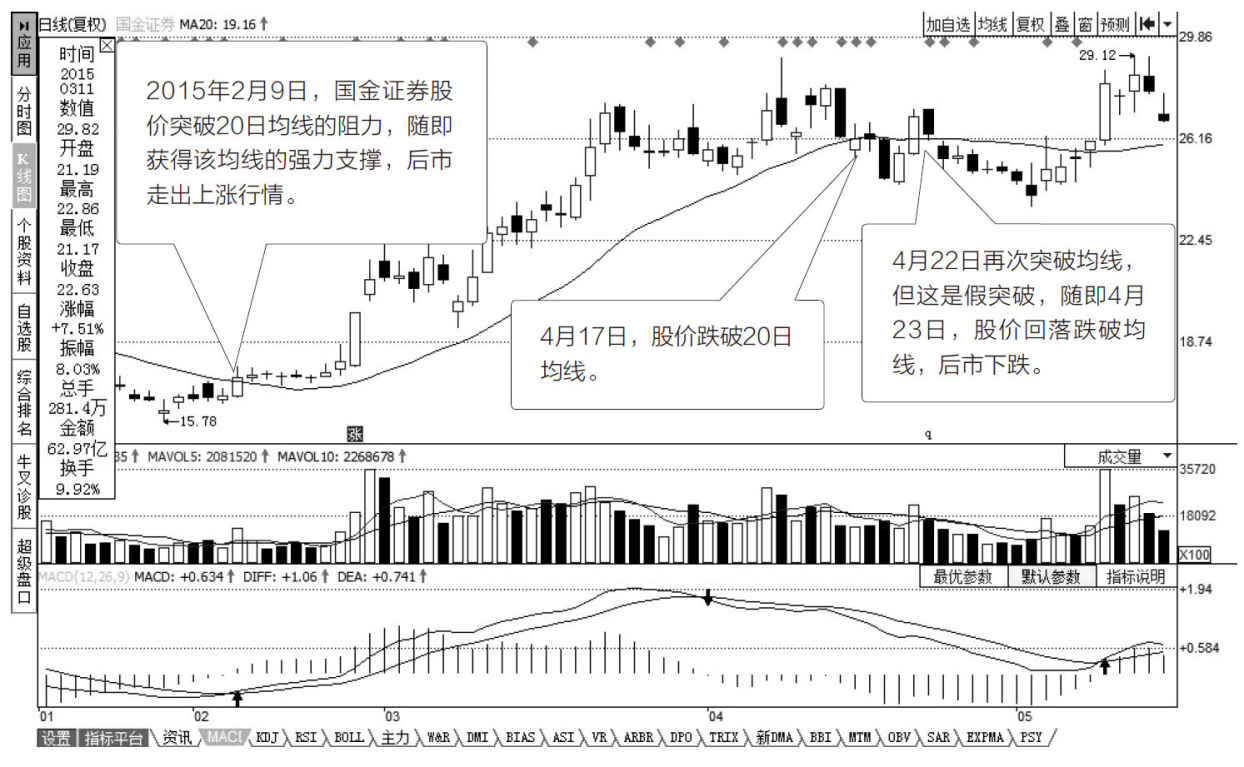 日线(复权) 国金证券 MA20: 19.16↑
加自选 均线 复权 叠 窗 预测
应用
分时图
K线图
个股资料
自选股
综合排名
牛叉诊股
超级盘口
时间
2015
0311
数值
29.82
开盘
21.19
最高
22.86
最低
21.17
收盘
22.63
涨幅
+7.51%
振幅
8.03%
总手
281.4万
金额
62.97亿
换手
9.92%
2015年2月9日，国金证券股
价突破20日均线的阻力，随即
获得该均线的强力支撑，后市
走出上涨行情。
4月17日，股价跌破20日
均线。
4月22日再次突破均线，
但这是假突破，随即4月
23日，股价回落跌破均
线，后市下跌。
29.12→
←15.78
29.86
26.16
22.45
18.74
涨
q
35↑ MAVOL5: 2081520↑ MAVOL10: 2268678↑
成交量
35720
18092
X100
MACD(12,26,9) MACD: +0.634↑ DIFF: +1.06↑ DEA: +0.741↑
最优参数 默认参数 指标说明
+1.94
+0.584
01 02 03 04 05
设置 指标平台 资讯 MACD KDJ RSI BOLL 主力 W&R DMI BIAS ASI VR ARBR DPO TRIX 新DMA BBI MTM OBV SAR EXPMA PSY